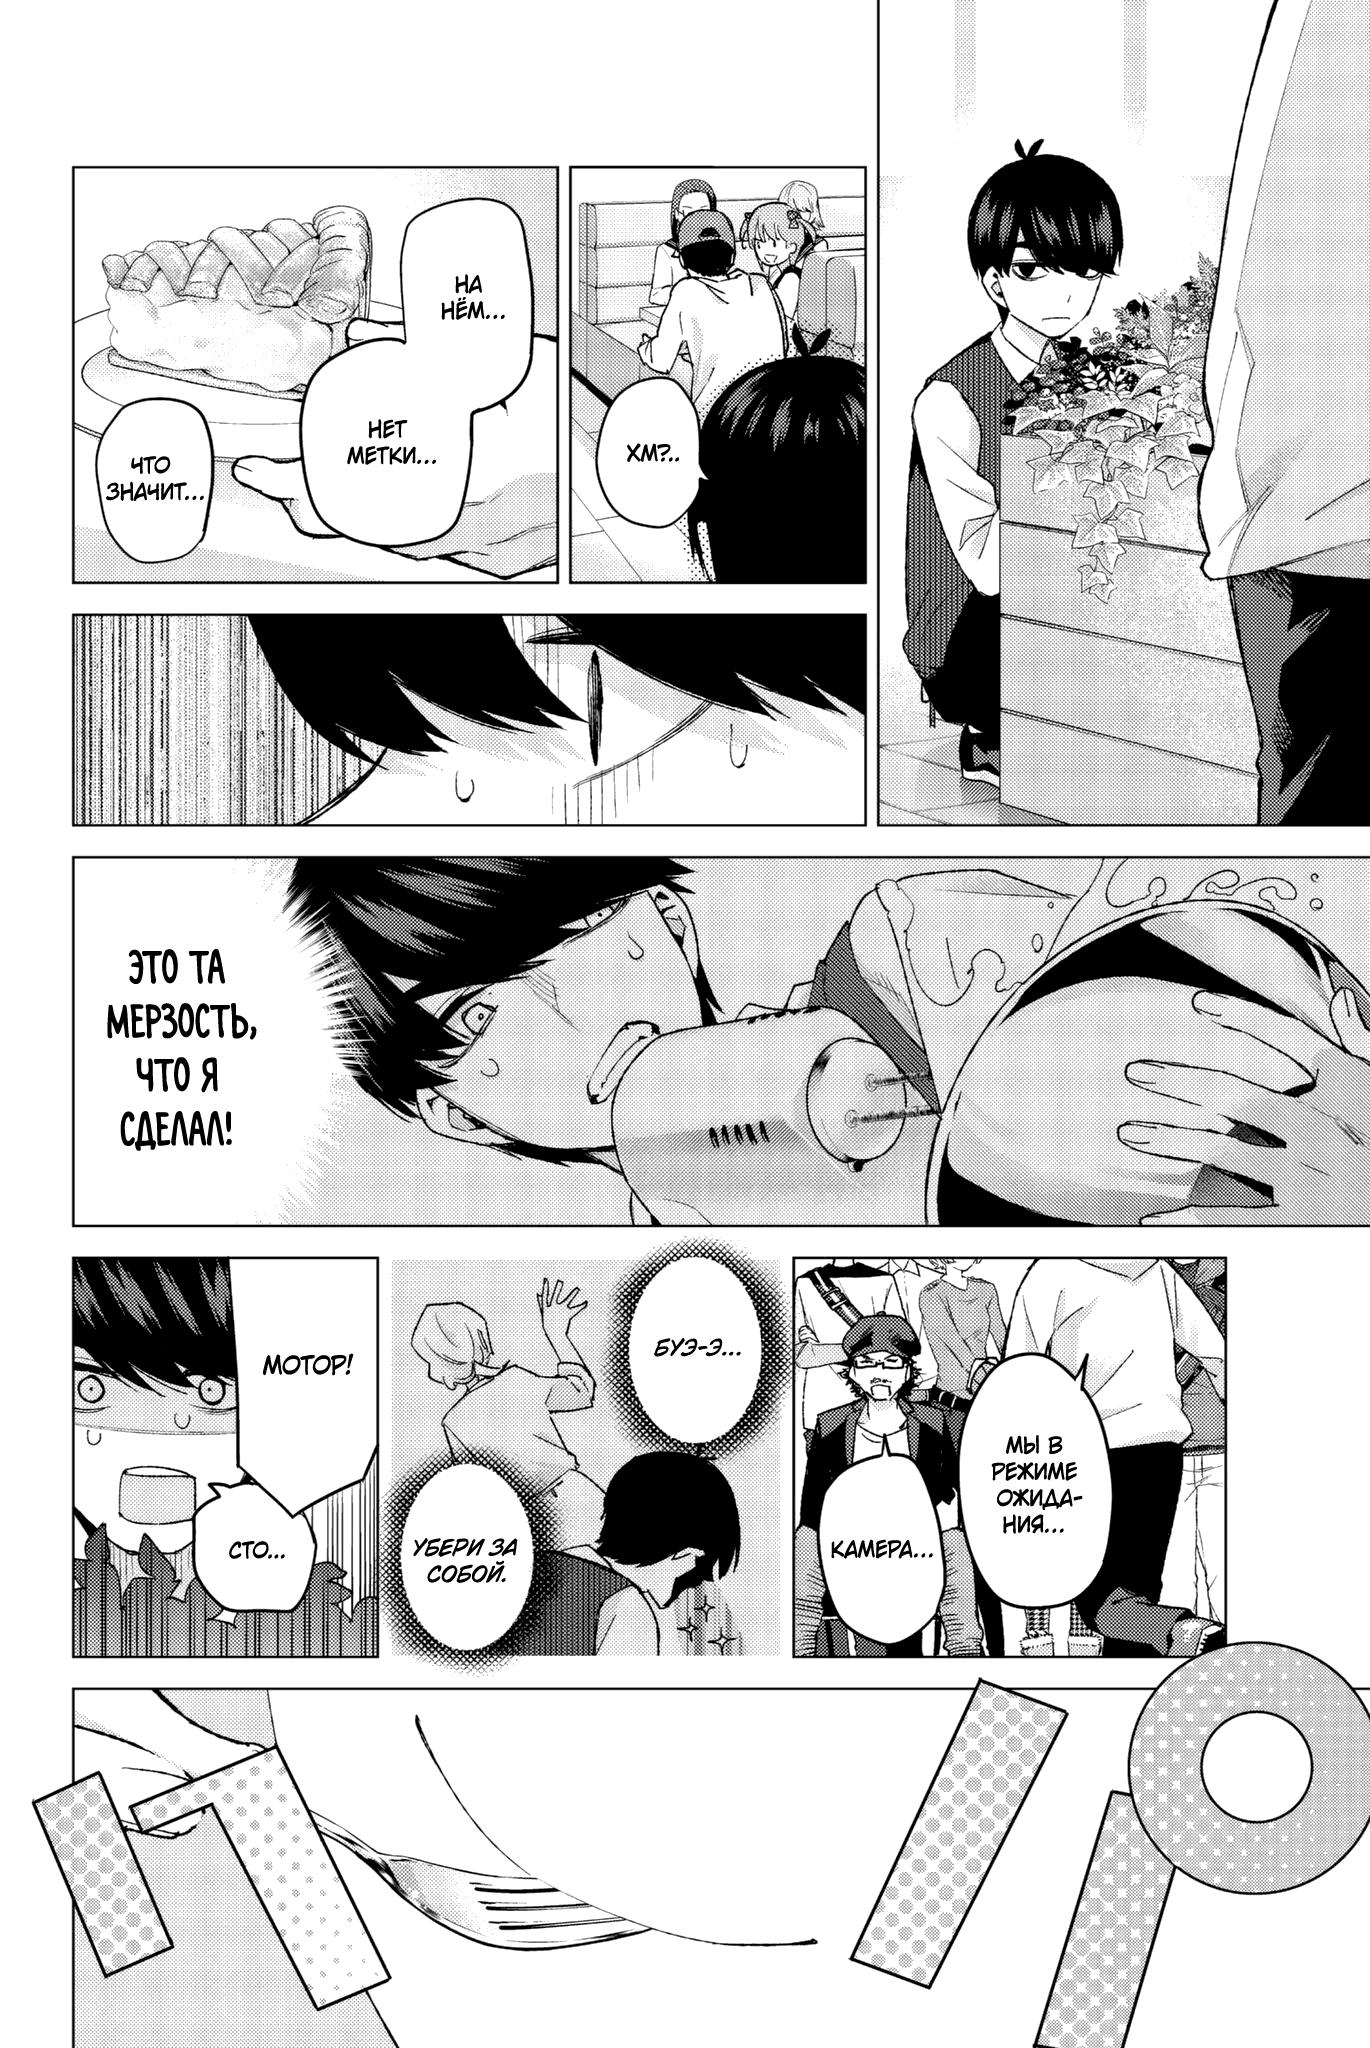 ХМ?..
НА
НЁМ...
НЕТ
МЕТКИ...
ЧТО
ЗНАЧИТ...
ЭТО ТА
МЕРЗОСТЬ,
ЧТО Я
СДЕЛАЛ!
МЫ В
РЕЖИМЕ
ОЖИДА-
НИЯ...
КАМЕРА...
БУЭ-Э...
УБЕРИ ЗА
СОБОЙ.
МОТОР!
СТО...